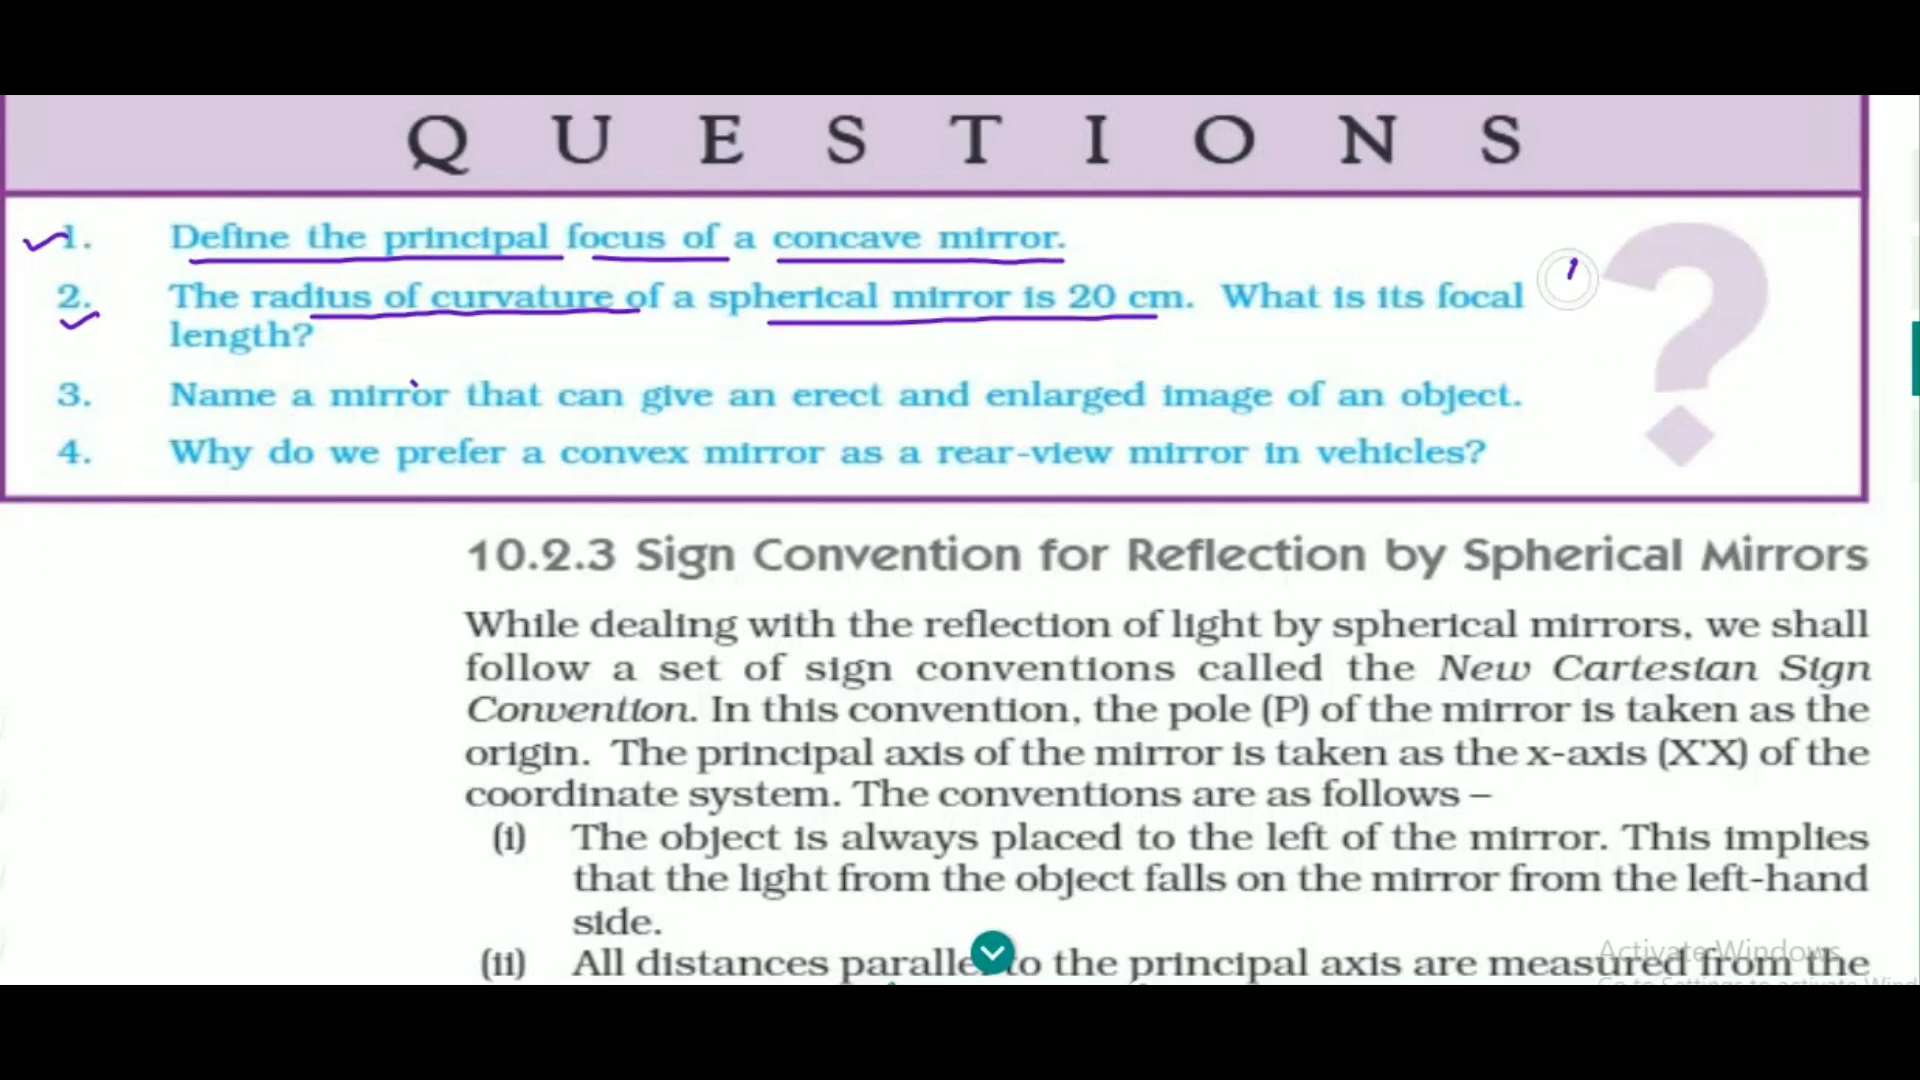 Q U E S T I O N S
1. Define the principal focus of a concave mirror.
2. The radius of curvature of a spherical mirror is 20 cm. What is its focal
length?
3. Name a mirror that can give an erect and enlarged image of an object.
4. Why do we prefer a convex mirror as a rear-view mirror in vehicles?
?
10.2.3 Sign Convention for Reflection by Spherical Mirrors
While dealing with the reflection of light by spherical mirrors, we shall
follow a set of sign conventions called the New Cartesian Sign
Convention. In this convention, the pole (P) of the mirror is taken as the
origin. The principal axis of the mirror is taken as the x-axis (X'X) of the
coordinate system. The conventions are as follows –
(i) The object is always placed to the left of the mirror. This implies
that the light from the object falls on the mirror from the left-hand
side.
(ii) All distances parallel to the principal axis are measured from the
Activate Windows